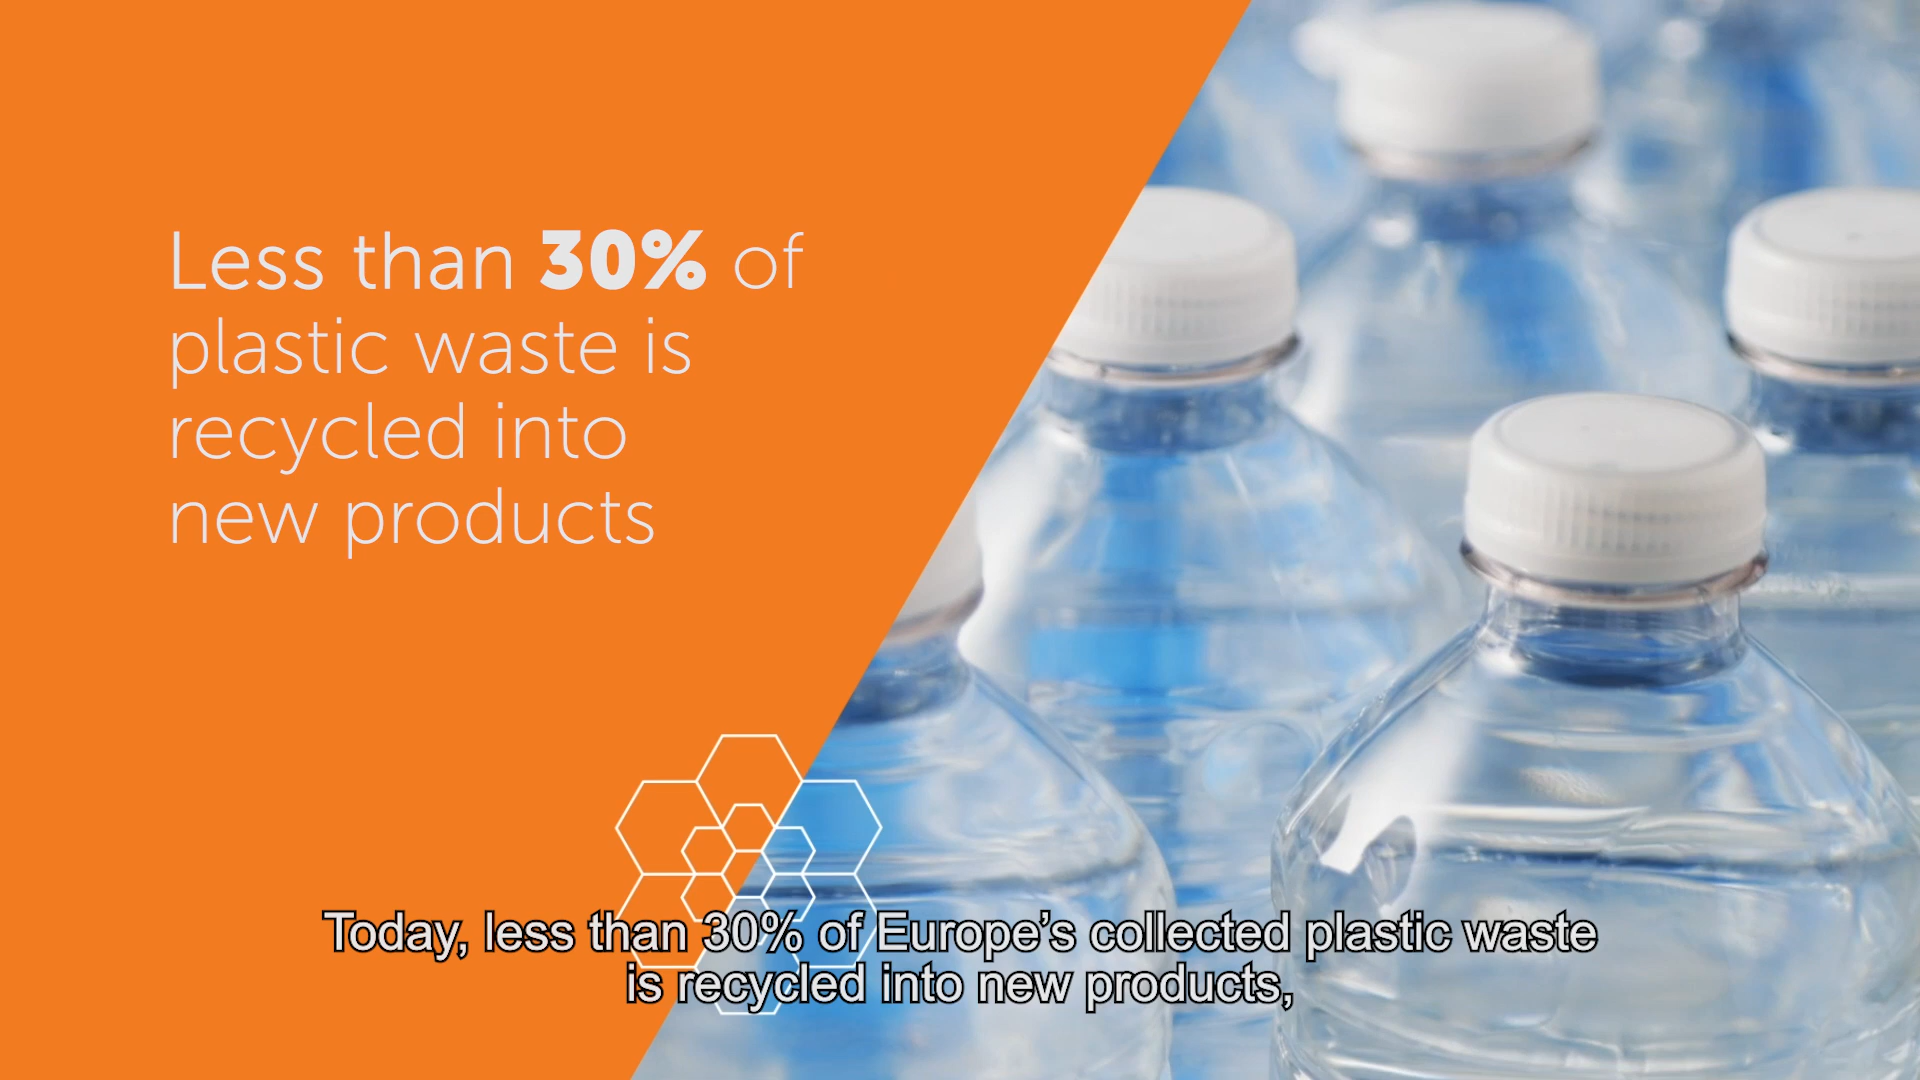 Less than 30% of
plastic waste is
recycled into
new products
Today, less than 30% of Europe’s collected plastic waste
is recycled into new products,